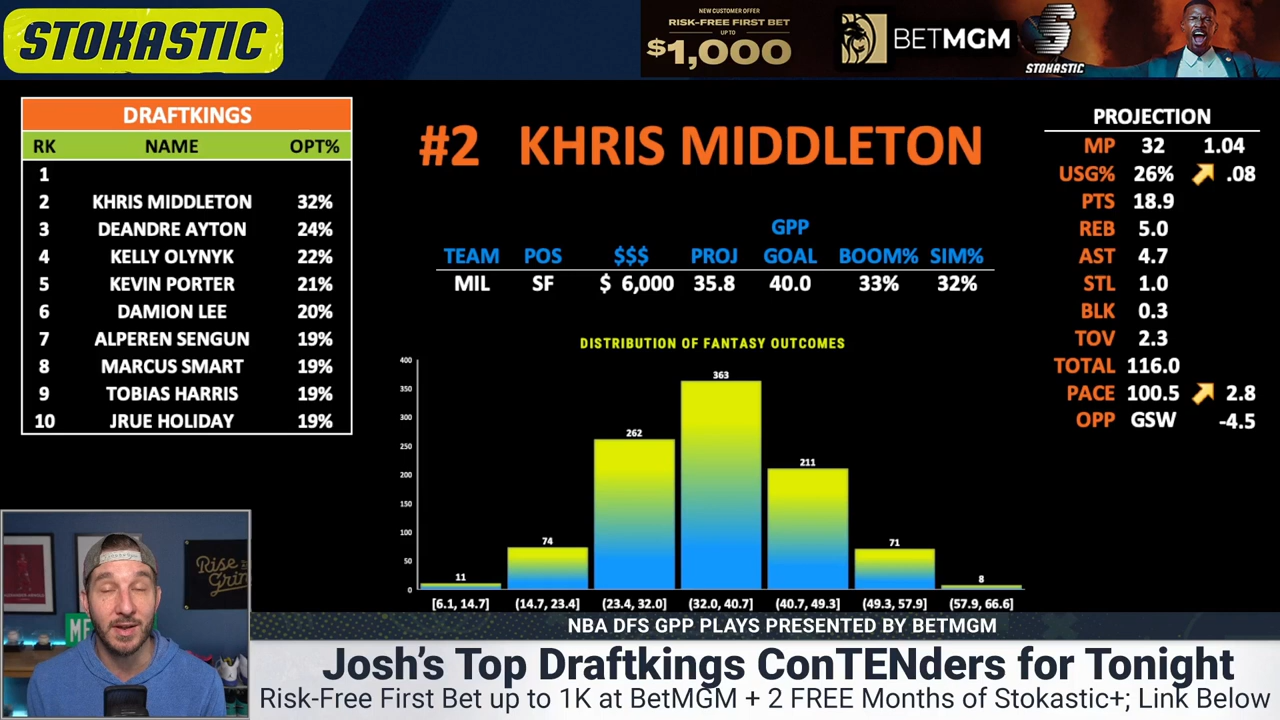 STOKASTIC
NEW CUSTOMER OFFER
RISK-FREE FIRST BET
UP TO
$1,000
BETMGM
STOKASTIC
DRAFTKINGS
RK NAME OPT%
1
2 KHRIS MIDDLETON 32%
3 DEANDRE AYTON 24%
4 KELLY OLYNYK 22%
5 KEVIN PORTER 21%
6 DAMION LEE 20%
7 ALPEREN SENGUN 19%
8 MARCUS SMART 19%
9 TOBIAS HARRIS 19%
10 JRUE HOLIDAY 19%
#2 KHRIS MIDDLETON
GPP
TEAM POS $$$ PROJ GOAL BOOM% SIM%
MIL SF $ 6,000 35.8 40.0 33% 32%
PROJECTION
MP 32 1.04
USG% 26% .08
PTS 18.9
REB 5.0
AST 4.7
STL 1.0
BLK 0.3
TOV 2.3
TOTAL 116.0
PACE 100.5 2.8
OPP GSW -4.5
DISTRIBUTION OF FANTASY OUTCOMES
400
350
300
250
200
150
100
50
0
11
74
262
363
211
71
8
[6.1, 14.7] (14.7, 23.4] (23.4, 32.0] (32.0, 40.7] (40.7, 49.3] (49.3, 57.9] (57.9, 66.6]
Rise
Grin
NBA DFS GPP PLAYS PRESENTED BY BETMGM
Josh's Top Draftkings ConTENders for Tonight
Risk-Free First Bet up to 1K at BetMGM + 2 FREE Months of Stokastic+; Link Below